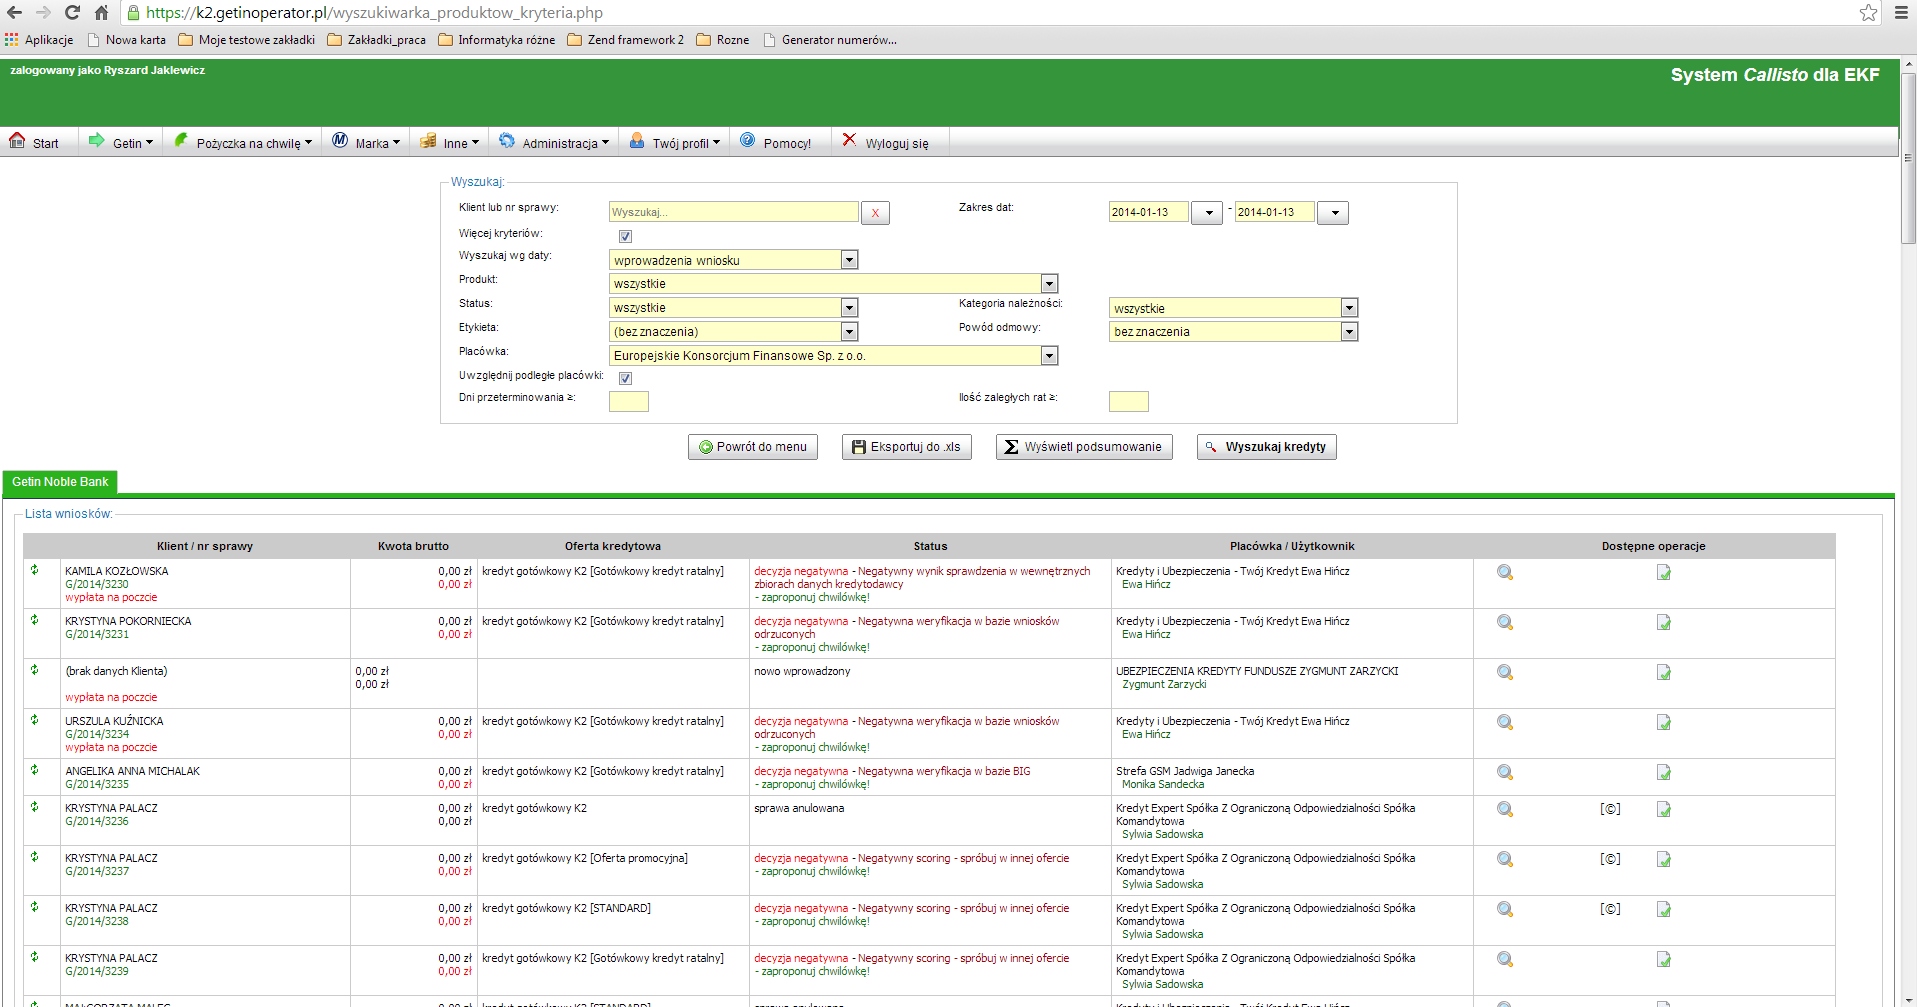 https://k2.getinoperator.pl/wyszukiwarka_produktow_kryteria.php
Aplikacje Nowa karta Moje testowe zakładki Zakładki_praca Informatyka różne Zend framework 2 Rozne Generator numerów...
zalogowany jako Ryszard Jaklewicz
System Callisto dla EKF
Start Getin Pożyczka na chwilę Marka Inne Administracja Twój profil Pomocy! Wyloguj się
Wyszukaj:
Klient lub nr sprawy: Wyszukaj... X Zakres dat: 2014-01-13 - 2014-01-13
Więcej kryteriów:
Wyszukaj wg daty: wprowadzenia wniosku
Produkt: wszystkie
Status: wszystkie Kategoria należności: wszystkie
Etykieta: (bez znaczenia) Powód odmowy: bez znaczenia
Placówka: Europejskie Konsorcjum Finansowe Sp. z o.o.
Uwzględnij podległe placówki:
Dni przeterminowania ≥: Ilość zaległych rat ≥:
Powrót do menu Eksportuj do .xls Wyświetl podsumowanie Wyszukaj kredyty
Getin Noble Bank
Lista wniosków:
Klient / nr sprawy Kwota brutto Oferta kredytowa Status Placówka / Użytkownik Dostępne operacje
KAMILA KOZŁOWSKA 0,00 zł kredyt gotówkowy K2 [Gotówkowy kredyt ratalny] decyzja negatywna - Negatywny wynik sprawdzenia w wewnętrznych Kredyty i Ubezpieczenia - Twój Kredyt Ewa Hińcz
G/2014/3230 0,00 zł zbiorach danych kredytodawcy Ewa Hińcz
wypłata na poczcie - zaproponuj chwilówkę!
KRYSTYNA POKORNIECKA 0,00 zł kredyt gotówkowy K2 [Gotówkowy kredyt ratalny] decyzja negatywna - Negatywna weryfikacja w bazie wniosków Kredyty i Ubezpieczenia - Twój Kredyt Ewa Hińcz
G/2014/3231 0,00 zł odrzuconych Ewa Hińcz
- zaproponuj chwilówkę!
(brak danych Klienta) 0,00 zł nowo wprowadzony UBEZPIECZENIA KREDYTY FUNDUSZE ZYGMUNT ZARZYCKI
0,00 zł Zygmunt Zarzycki
wypłata na poczcie
URSZULA KUŹNICKA 0,00 zł kredyt gotówkowy K2 [Gotówkowy kredyt ratalny] decyzja negatywna - Negatywna weryfikacja w bazie wniosków Kredyty i Ubezpieczenia - Twój Kredyt Ewa Hińcz
G/2014/3234 0,00 zł odrzuconych Ewa Hińcz
wypłata na poczcie - zaproponuj chwilówkę!
ANGELIKA ANNA MICHALAK 0,00 zł kredyt gotówkowy K2 [Gotówkowy kredyt ratalny] decyzja negatywna - Negatywna weryfikacja w bazie BIG Strefa GSM Jadwiga Janecka
G/2014/3235 0,00 zł - zaproponuj chwilówkę! Monika Sandecka
KRYSTYNA PALACZ 0,00 zł kredyt gotówkowy K2 sprawa anulowana Kredyt Expert Spółka Z Ograniczoną Odpowiedzialności Spółka [©]
G/2014/3236 0,00 zł Komandytowa
Sylwia Sadowska
KRYSTYNA PALACZ 0,00 zł kredyt gotówkowy K2 [Oferta promocyjna] decyzja negatywna - Negatywny scoring - spróbuj w innej ofercie Kredyt Expert Spółka Z Ograniczoną Odpowiedzialności Spółka [©]
G/2014/3237 0,00 zł - zaproponuj chwilówkę! Komandytowa
Sylwia Sadowska
KRYSTYNA PALACZ 0,00 zł kredyt gotówkowy K2 [STANDARD] decyzja negatywna - Negatywny scoring - spróbuj w innej ofercie Kredyt Expert Spółka Z Ograniczoną Odpowiedzialności Spółka [©]
G/2014/3238 0,00 zł - zaproponuj chwilówkę! Komandytowa
Sylwia Sadowska
KRYSTYNA PALACZ 0,00 zł kredyt gotówkowy K2 [Gotówkowy kredyt ratalny] decyzja negatywna - Negatywny scoring - spróbuj w innej ofercie Kredyt Expert Spółka Z Ograniczoną Odpowiedzialności Spółka
G/2014/3239 0,00 zł - zaproponuj chwilówkę! Komandytowa
Sylwia Sadowska